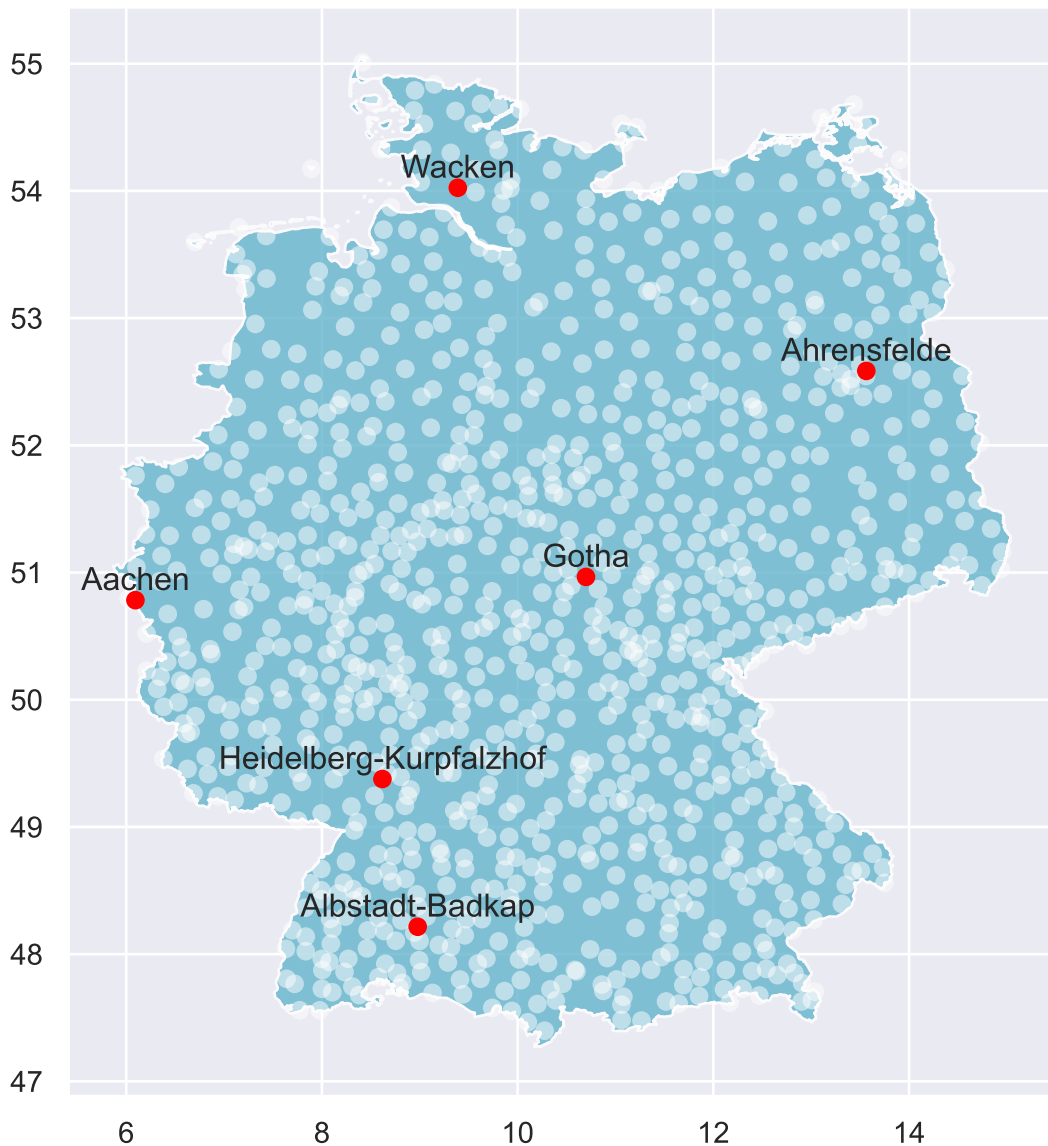 55
54
53
52
51
50
49
48
47
Wacken
Ahrensfelde
Gotha
Aachen
Heidelberg-Kurpfalzhof
Albstadt-Badkap
6 8 10 12 14